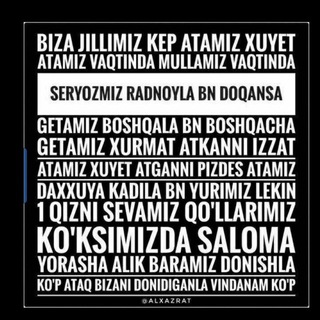 BIZA JILLIMIZ KEP ATAMIZ XUYET
ATAMIZ VAQTINDA MULLAMIZ VAQTINDA
SERYOZMIZ RADNOYLA BN DOQANSA
GETAMIZ BOSHQALA BN BOSHQACHA
GETAMIZ XURMAT ATKANNI IZZAT
ATAMIZ XUYET ATGANNI PIZDES ATAMIZ
DAXXUYA KADILA BN YURIMIZ LEKIN
1 QIZNI SEVAMIZ QO'LLARIMIZ
KO'KSIMIZDA SALOMA
YORASHA ALIK BARAMIZ DONISHLA
KO'P ATAQ BIZANI DONIDIGANLA VINDANAM KO'P
@ALXAZRAT